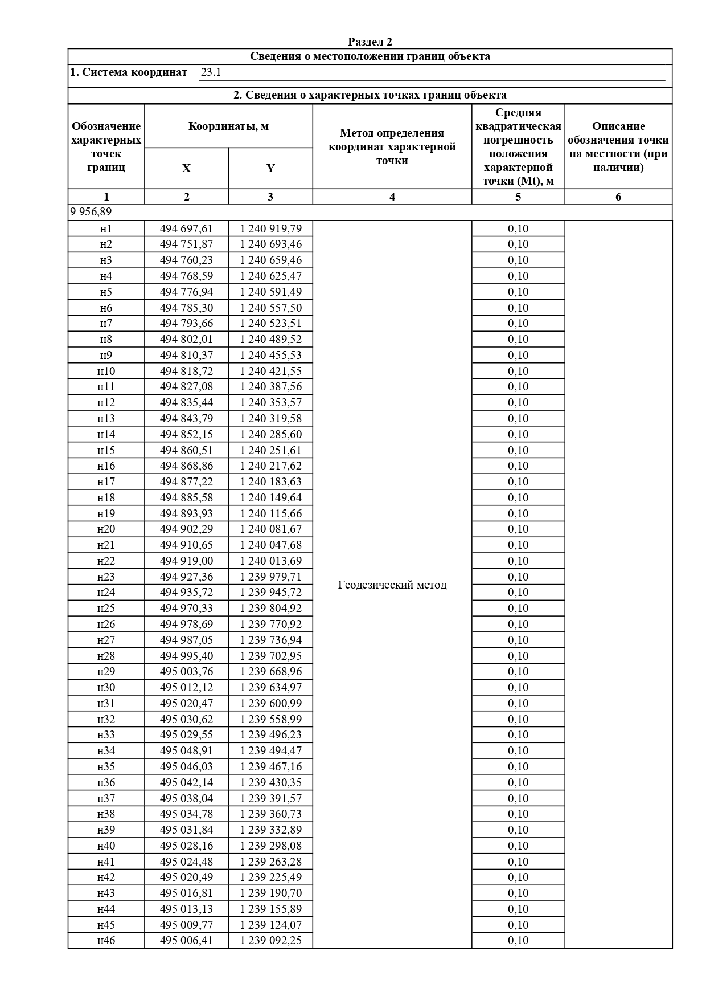 Раздел 2
Сведения о местоположении границ объекта
1. Система координат 23.1
2. Сведения о характерных точках границ объекта
Обозначение характерных точек границ
Координаты, м
X
Y
Метод определения координат характерной точки
Средняя квадратическая погрешность положения характерной точки (Mt), м
Описание обозначения точки на местности (при наличии)
1 2 3 4 5 6
9 956,89
н1 494 697,61 1 240 919,79 0,10
н2 494 751,87 1 240 693,46 0,10
н3 494 760,23 1 240 659,46 0,10
н4 494 768,59 1 240 625,47 0,10
н5 494 776,94 1 240 591,49 0,10
н6 494 785,30 1 240 557,50 0,10
н7 494 793,66 1 240 523,51 0,10
н8 494 802,01 1 240 489,52 0,10
н9 494 810,37 1 240 455,53 0,10
н10 494 818,72 1 240 421,55 0,10
н11 494 827,08 1 240 387,56 0,10
н12 494 835,44 1 240 353,57 0,10
н13 494 843,79 1 240 319,58 0,10
н14 494 852,15 1 240 285,60 0,10
н15 494 860,51 1 240 251,61 0,10
н16 494 868,86 1 240 217,62 0,10
н17 494 877,22 1 240 183,63 0,10
н18 494 885,58 1 240 149,64 0,10
н19 494 893,93 1 240 115,66 0,10
н20 494 902,29 1 240 081,67 0,10
н21 494 910,65 1 240 047,68 0,10
н22 494 919,00 1 240 013,69 0,10
н23 494 927,36 1 239 979,71 0,10
Геодезический метод —
н24 494 935,72 1 239 945,72 0,10
н25 494 970,33 1 239 804,92 0,10
н26 494 978,69 1 239 770,92 0,10
н27 494 987,05 1 239 736,94 0,10
н28 494 995,40 1 239 702,95 0,10
н29 495 003,76 1 239 668,96 0,10
н30 495 012,12 1 239 634,97 0,10
н31 495 020,47 1 239 600,99 0,10
н32 495 030,62 1 239 558,99 0,10
н33 495 029,55 1 239 496,23 0,10
н34 495 048,91 1 239 494,47 0,10
н35 495 046,03 1 239 467,16 0,10
н36 495 042,14 1 239 430,35 0,10
н37 495 038,04 1 239 391,57 0,10
н38 495 034,78 1 239 360,73 0,10
н39 495 031,84 1 239 332,89 0,10
н40 495 028,16 1 239 298,08 0,10
н41 495 024,48 1 239 263,28 0,10
н42 495 020,49 1 239 225,49 0,10
н43 495 016,81 1 239 190,70 0,10
н44 495 013,13 1 239 155,89 0,10
н45 495 009,77 1 239 124,07 0,10
н46 495 006,41 1 239 092,25 0,10